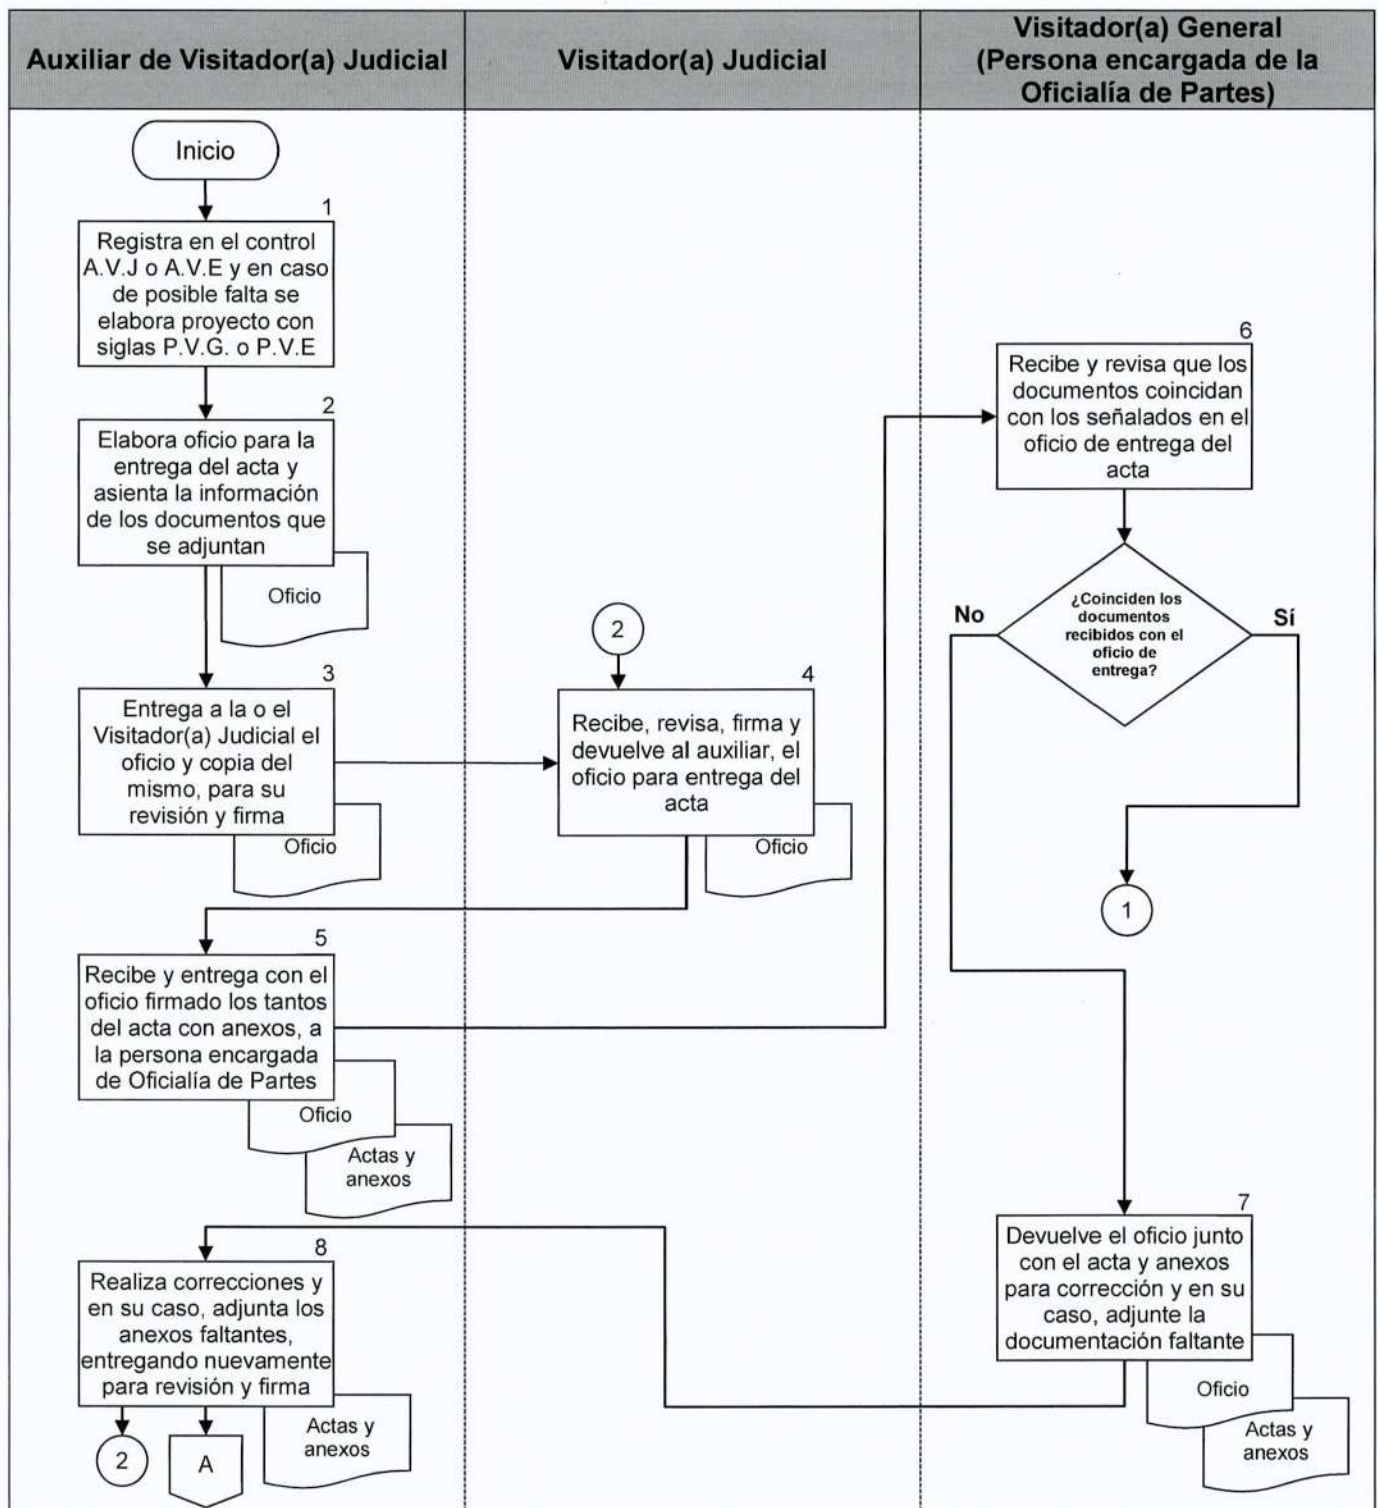 Auxiliar de Visitador(a) Judicial
Visitador(a) Judicial
Visitador(a) General
(Persona encargada de la
Oficialía de Partes)
Inicio
1
Registra en el control
A.V.J o A.V.E y en caso
de posible falta se
elabora proyecto con
siglas P.V.G. o P.V.E
2
Elabora oficio para la
entrega del acta y
asienta la información
de los documentos que
se adjuntan
Oficio
3
Entrega a la o el
Visitador(a) Judicial el
oficio y copia del
mismo, para su
revisión y firma
Oficio
2
4
Recibe, revisa, firma y
devuelve al auxiliar, el
oficio para entrega del
acta
Oficio
5
Recibe y entrega con el
oficio firmado los tantos
del acta con anexos, a
la persona encargada
de Oficialía de Partes
Oficio
Actas y
anexos
6
Recibe y revisa que los
documentos coincidan
con los señalados en el
oficio de entrega del
acta
¿Coinciden los
documentos
recibidos con el
oficio de
entrega?
No
Sí
1
7
Devuelve el oficio junto
con el acta y anexos
para corrección y en su
caso, adjunte la
documentación faltante
Oficio
Actas y
anexos
8
Realiza correcciones y
en su caso, adjunta los
anexos faltantes,
entregando nuevamente
para revisión y firma
Actas y
anexos
2
A